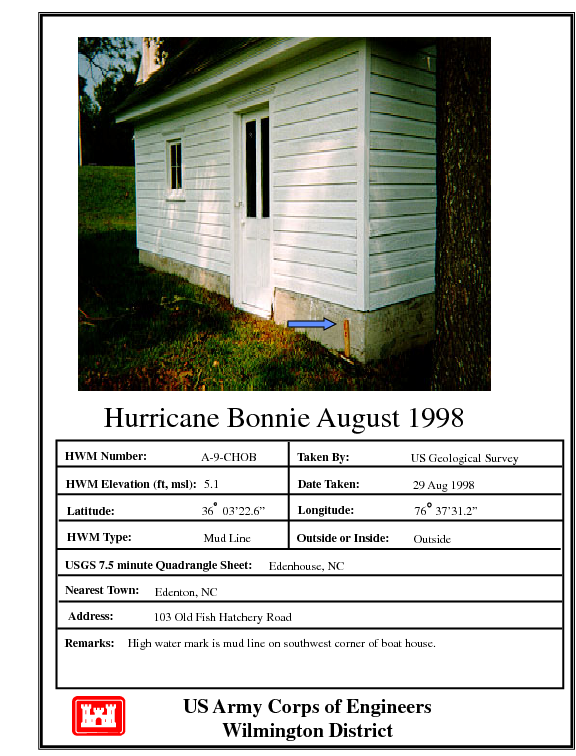 Hurricane Bonnie August 1998
HWM Number: A-9-CHOB Taken By: US Geological Survey
HWM Elevation (ft, msl): 5.1 Date Taken: 29 Aug 1998
Latitude: 36° 03’22.6” Longitude: 76° 37’31.2”
HWM Type: Mud Line Outside or Inside: Outside
USGS 7.5 minute Quadrangle Sheet: Edenhouse, NC
Nearest Town: Edenton, NC
Address: 103 Old Fish Hatchery Road
Remarks: High water mark is mud line on southwest corner of boat house.
US Army Corps of Engineers
Wilmington District